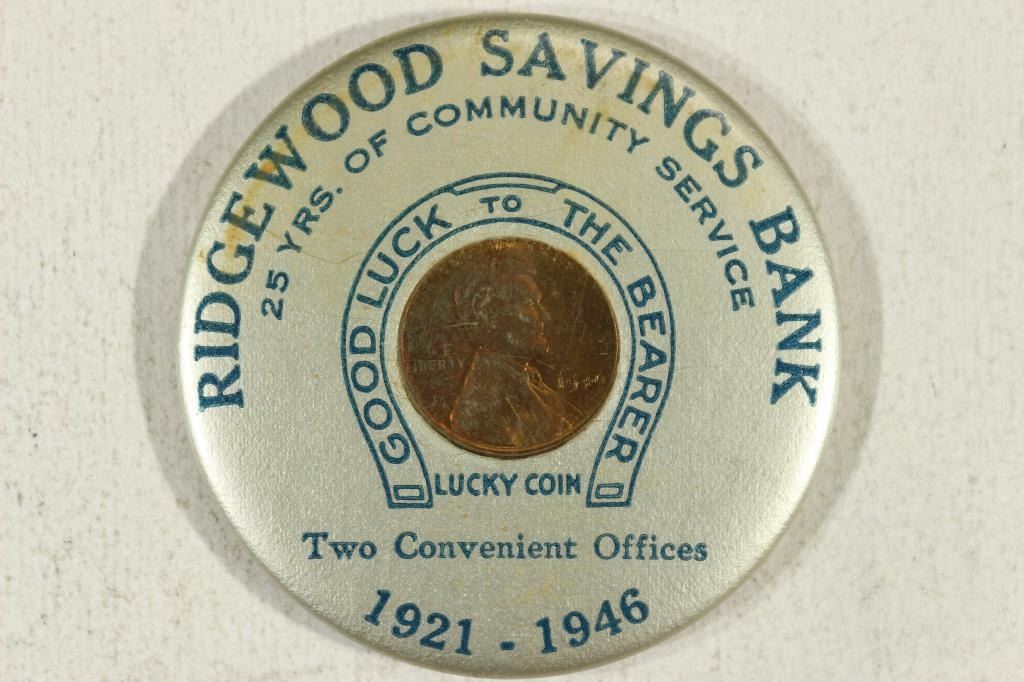 RIDGEWOOD SAVINGS BANK
25 YRS. OF COMMUNITY SERVICE
GOOD LUCK TO THE BEARER
LIBERTY
LUCKY COIN
Two Convenient Offices
1921 - 1946